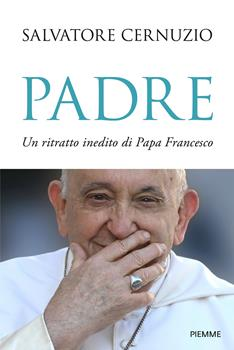 SALVATORE CERNUZIO
PADRE
Un ritratto inedito di Papa Francesco
PIEMME